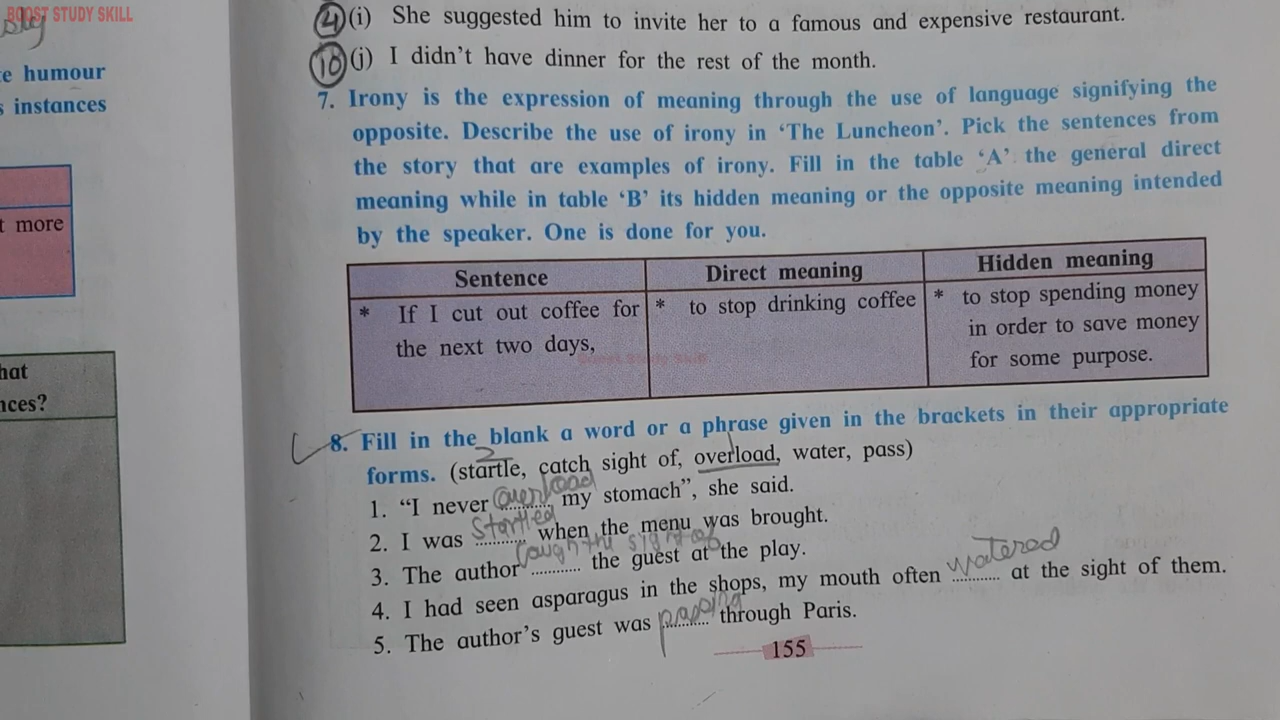 BOOST STUDY SKILL
e humour
s instances
t more
hat
nces?
4 (i) She suggested him to invite her to a famous and expensive restaurant.
10 (j) I didn't have dinner for the rest of the month.
7. Irony is the expression of meaning through the use of language signifying the
opposite. Describe the use of irony in 'The Luncheon'. Pick the sentences from
the story that are examples of irony. Fill in the table 'A' the general direct
meaning while in table 'B' its hidden meaning or the opposite meaning intended
by the speaker. One is done for you.
Sentence Direct meaning Hidden meaning
* If I cut out coffee for * to stop drinking coffee * to stop spending money
the next two days, in order to save money
for some purpose.
Boost Study Skill
8. Fill in the blank a word or a phrase given in the brackets in their appropriate
forms. (startle, catch sight of, overload, water, pass)
1. "I never overload my stomach", she said.
2. I was startled when the menu was brought.
3. The author caugh the sight of the guest at the play.
4. I had seen asparagus in the shops, my mouth often watered at the sight of them.
5. The author's guest was passing through Paris.
155